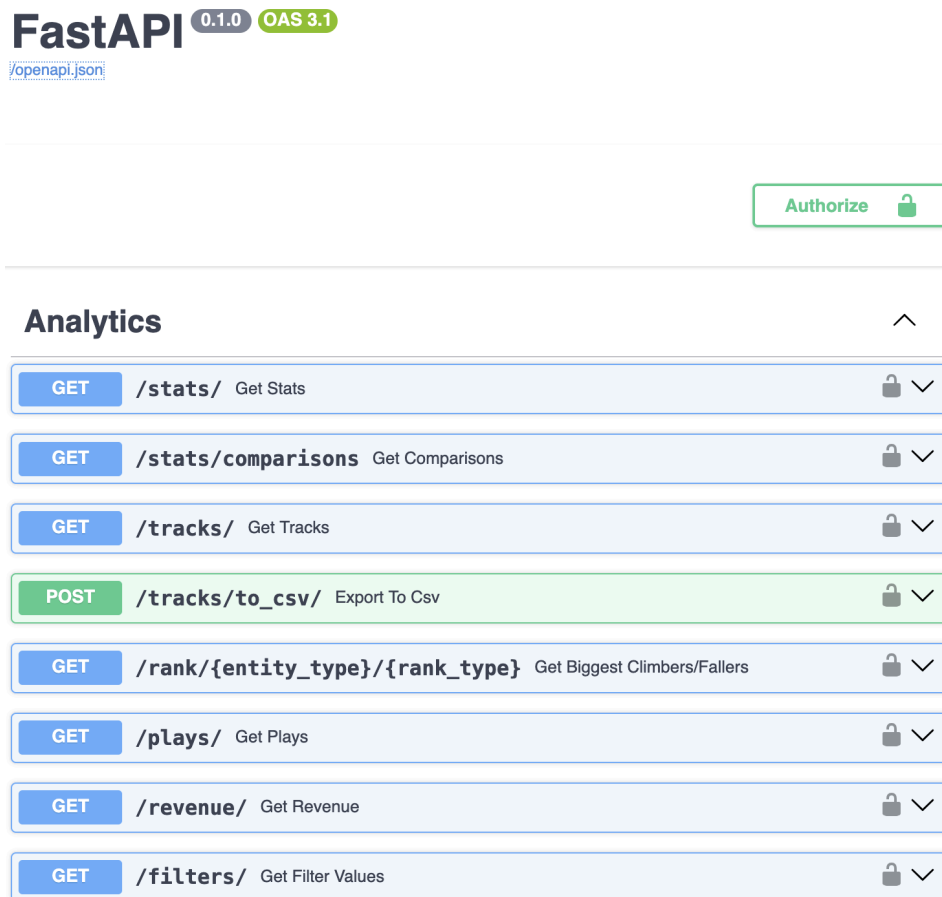 FastAPI 0.1.0 OAS 3.1
/openapi.json
Authorize
Analytics
GET /stats/ Get Stats
GET /stats/comparisons Get Comparisons
GET /tracks/ Get Tracks
POST /tracks/to_csv/ Export To Csv
GET /rank/{entity_type}/{rank_type} Get Biggest Climbers/Fallers
GET /plays/ Get Plays
GET /revenue/ Get Revenue
GET /filters/ Get Filter Values